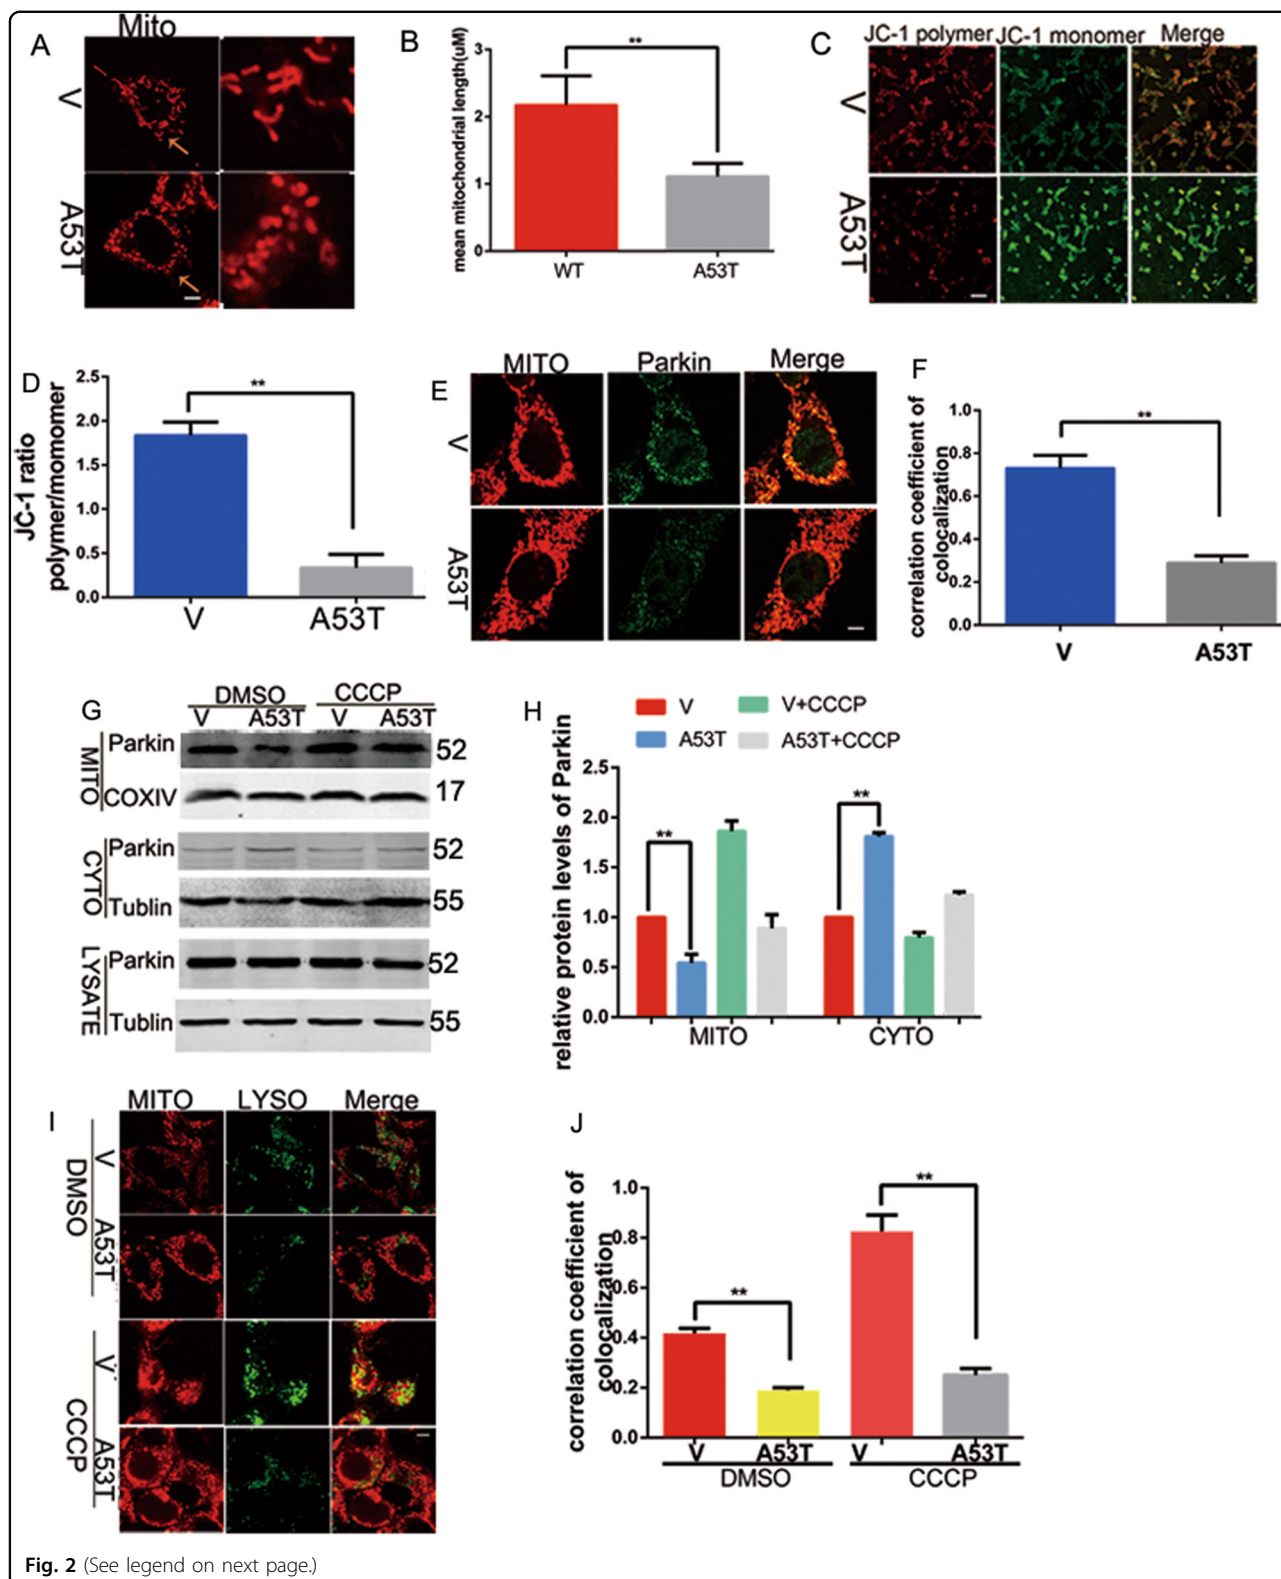 A
Mito
V
A53T
B
mean mitochondrial length(uM)
3
2
1
0
**
WT
A53T
C
JC-1 polymer
JC-1 monomer
Merge
V
A53T
D
JC-1 ratio
polymer/momomer
2.5
2.0
1.5
1.0
0.5
0.0
**
V
A53T
E
MITO
Parkin
Merge
V
A53T
F
correlation coefficient of
colocalization
1.0
0.8
0.6
0.4
0.2
0.0
**
V
A53T
G
DMSO
CCCP
V
A53T
V
A53T
MITO
Parkin
52
COXIV
17
CYTO
Parkin
52
Tublin
55
LYSATE
Parkin
52
Tublin
55
H
V
V+CCCP
A53T
A53T+CCCP
relative protein levels of Parkin
2.5
2.0
1.5
1.0
0.5
0.0
**
**
MITO
CYTO
I
MITO
LYSO
Merge
DMSO
V
A53T
CCCP
V
A53T
J
correlation coefficient of
colocalization
1.0
0.8
0.6
0.4
0.2
0.0
**
**
V
A53T
V
A53T
DMSO
CCCP
Fig. 2 (See legend on next page.)